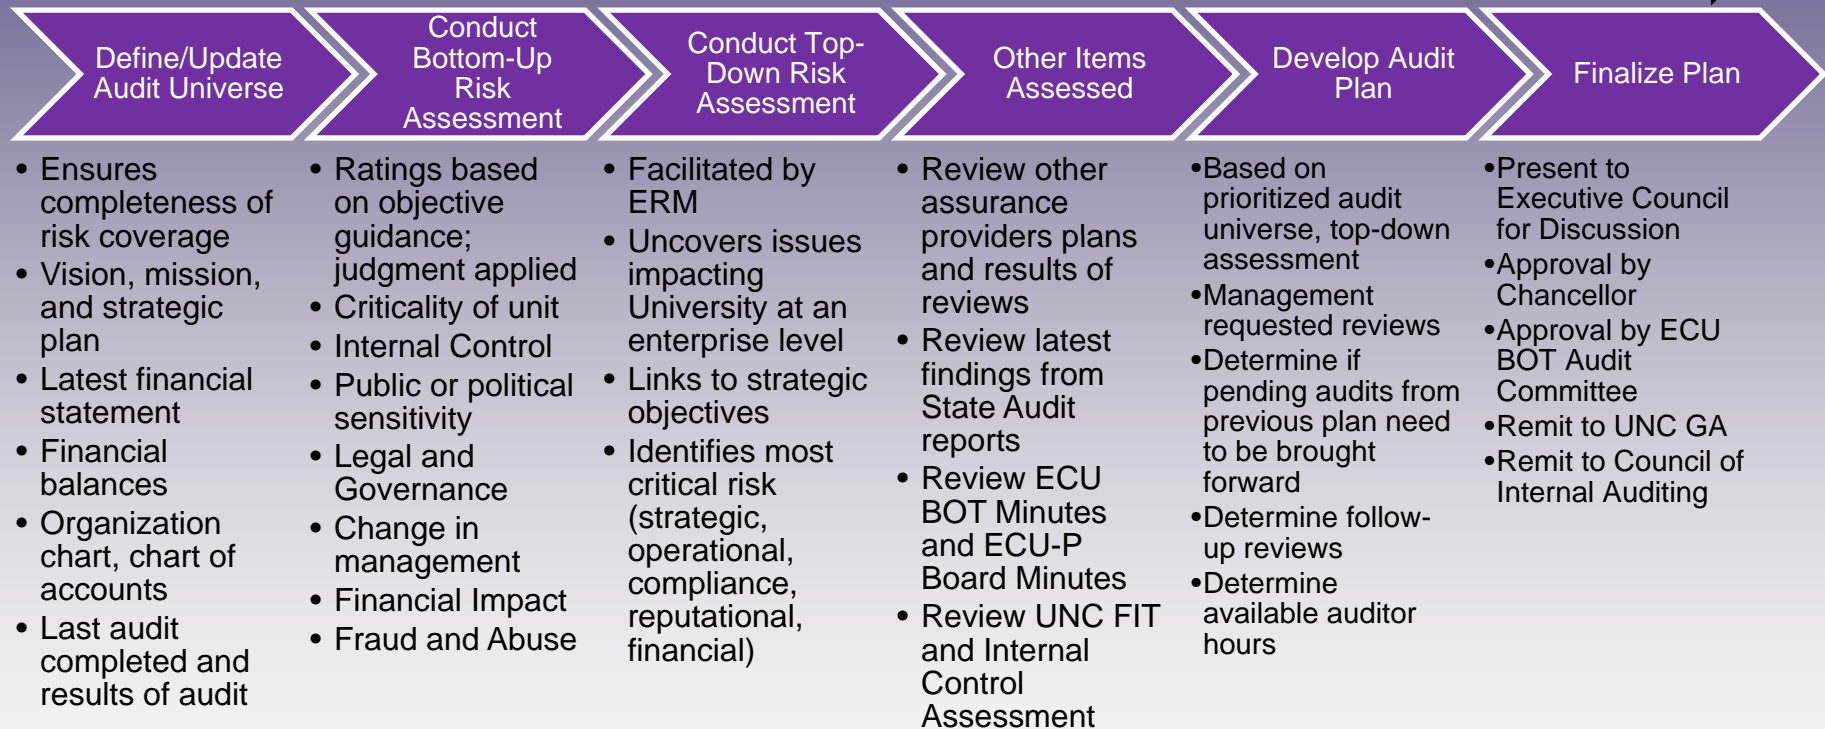 Define/Update
Audit Universe
Conduct
Bottom-Up
Risk
Assessment
Conduct Top-
Down Risk
Assessment
Other Items
Assessed
Develop Audit
Plan
Finalize Plan
• Ensures
completeness of
risk coverage
• Vision, mission,
and strategic
plan
• Latest financial
statement
• Financial
balances
• Organization
chart, chart of
accounts
• Last audit
completed and
results of audit
• Ratings based
on objective
guidance;
judgment applied
• Criticality of unit
• Internal Control
• Public or political
sensitivity
• Legal and
Governance
• Change in
management
• Financial Impact
• Fraud and Abuse
• Facilitated by
ERM
• Uncovers issues
impacting
University at an
enterprise level
• Links to strategic
objectives
• Identifies most
critical risk
(strategic,
operational,
compliance,
reputational,
financial)
• Review other
assurance
providers plans
and results of
reviews
• Review latest
findings from
State Audit
reports
• Review ECU
BOT Minutes
and ECU-P
Board Minutes
• Review UNC FIT
and Internal
Control
Assessment
•Based on
prioritized audit
universe, top-down
assessment
•Management
requested reviews
•Determine if
pending audits from
previous plan need
to be brought
forward
•Determine follow-
up reviews
•Determine
available auditor
hours
•Present to
Executive Council
for Discussion
•Approval by
Chancellor
•Approval by ECU
BOT Audit
Committee
•Remit to UNC GA
•Remit to Council of
Internal Auditing